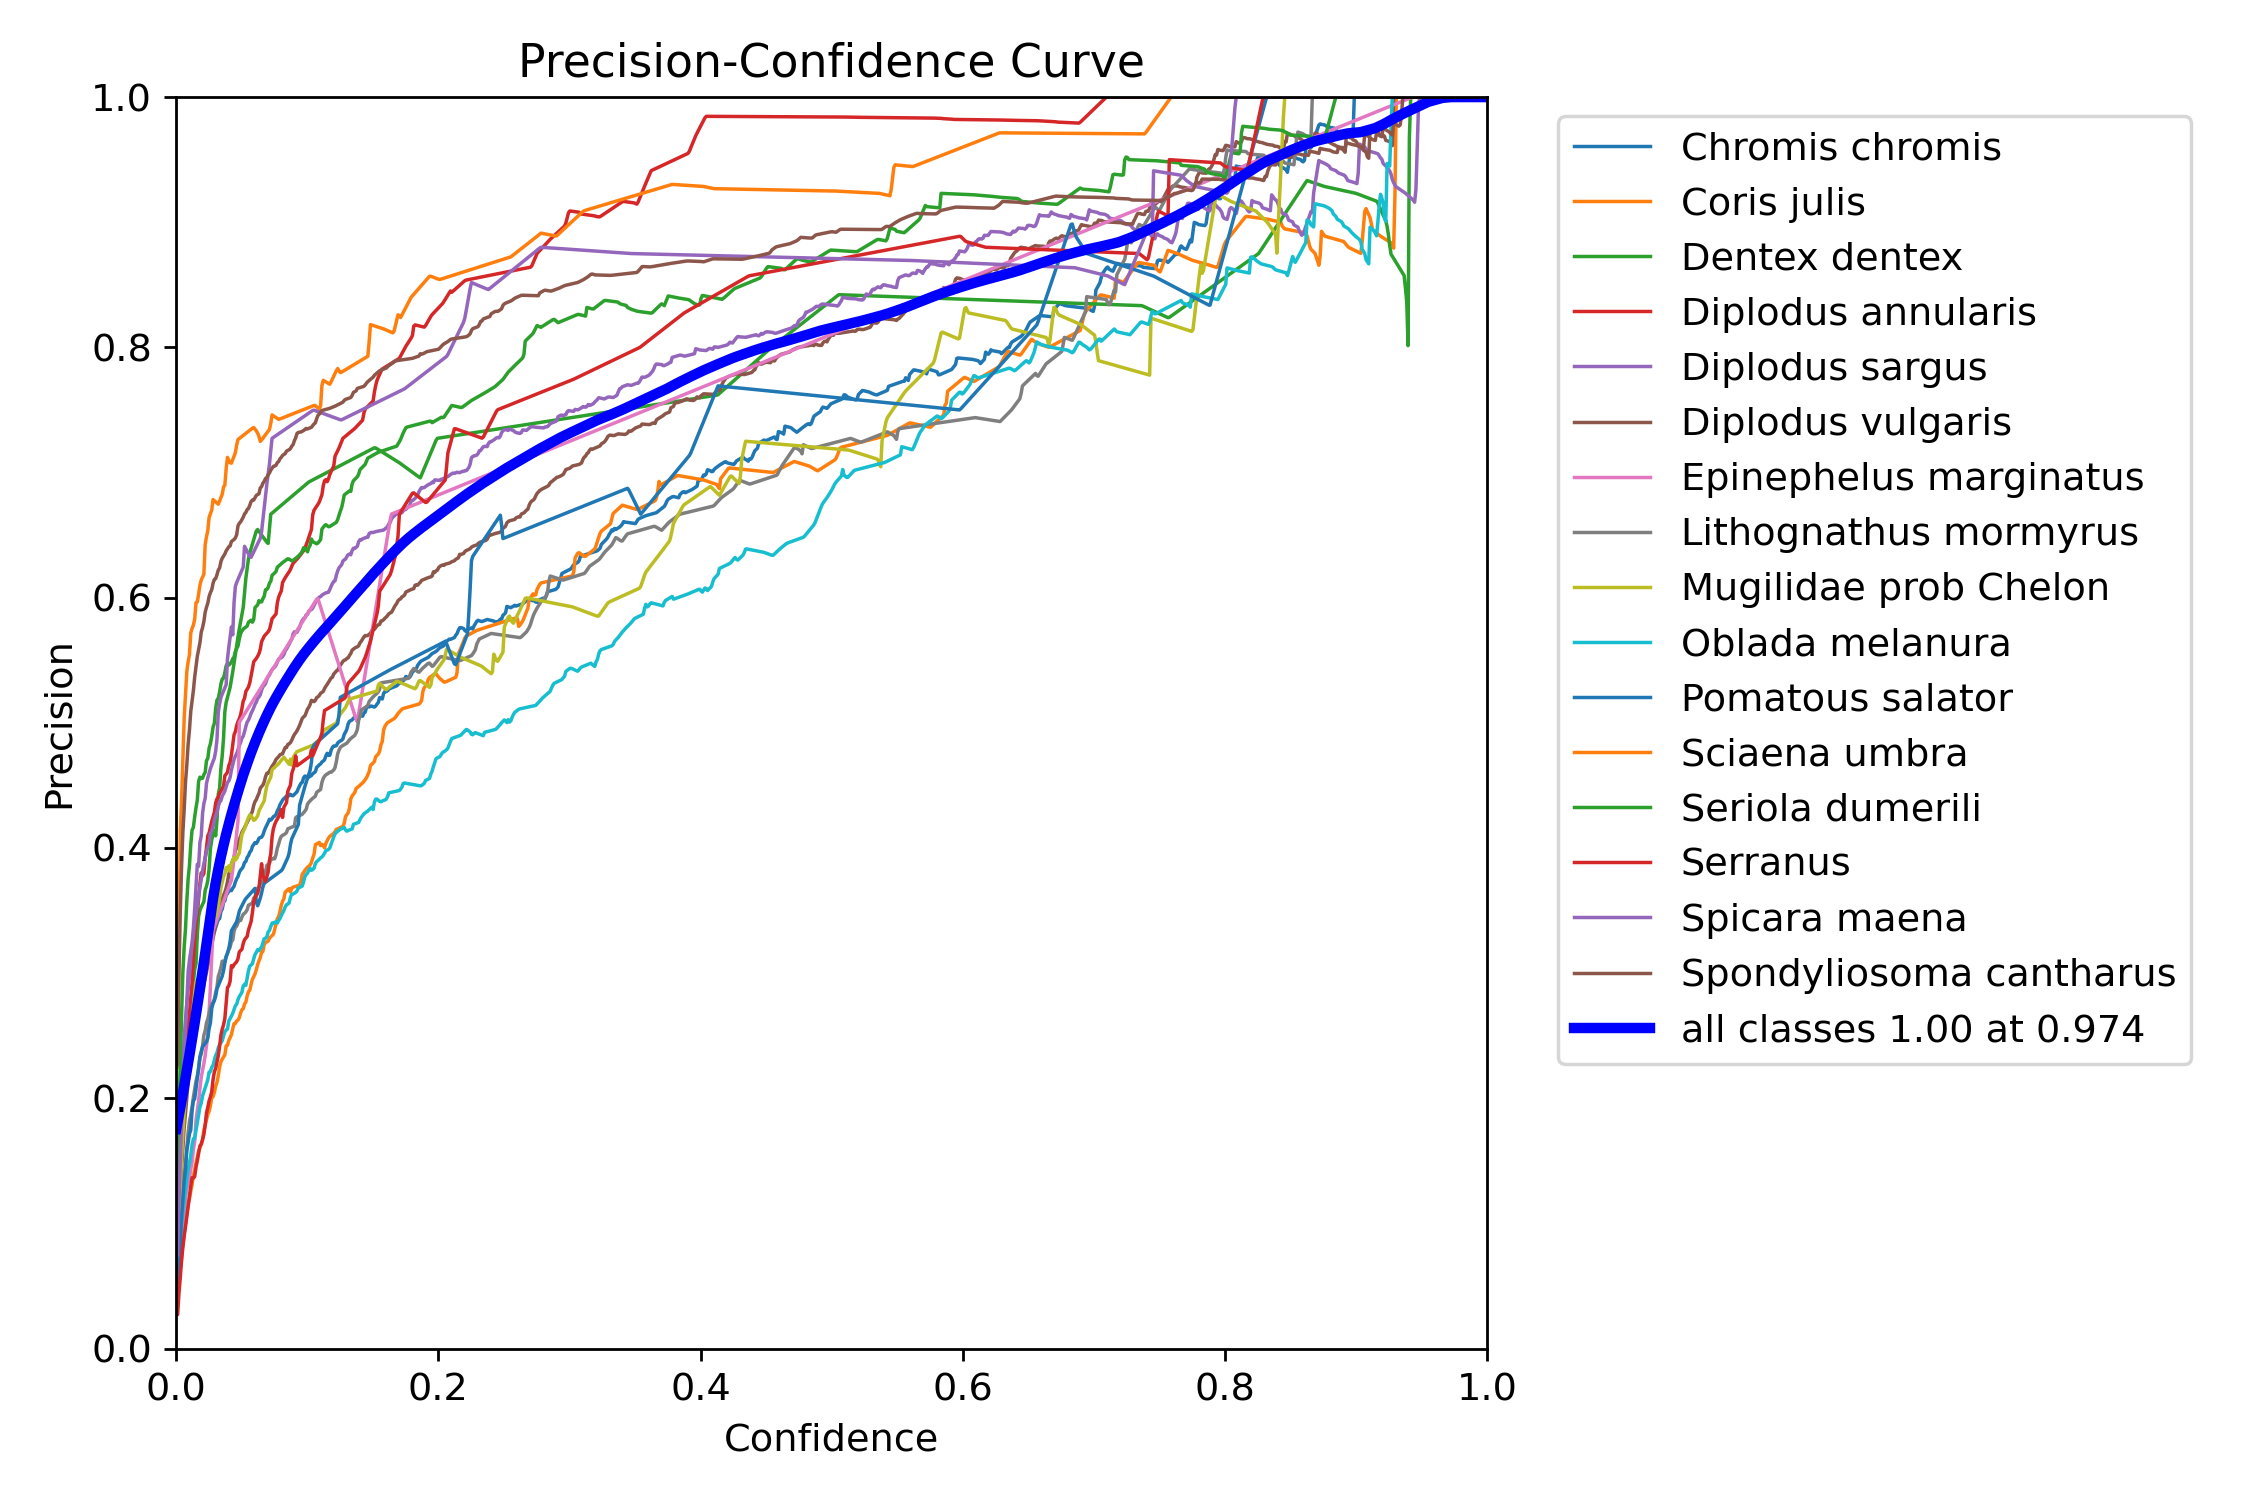 Precision-Confidence Curve
1.0
0.8
0.6
0.4
0.2
0.0
Precision
0.0 0.2 0.4 0.6 0.8 1.0
Confidence
Chromis chromis
Coris julis
Dentex dentex
Diplodus annularis
Diplodus sargus
Diplodus vulgaris
Epinephelus marginatus
Lithognathus mormyrus
Mugilidae prob Chelon
Oblada melanura
Pomatous salator
Sciaena umbra
Seriola dumerili
Serranus
Spicara maena
Spondyliosoma cantharus
all classes 1.00 at 0.974